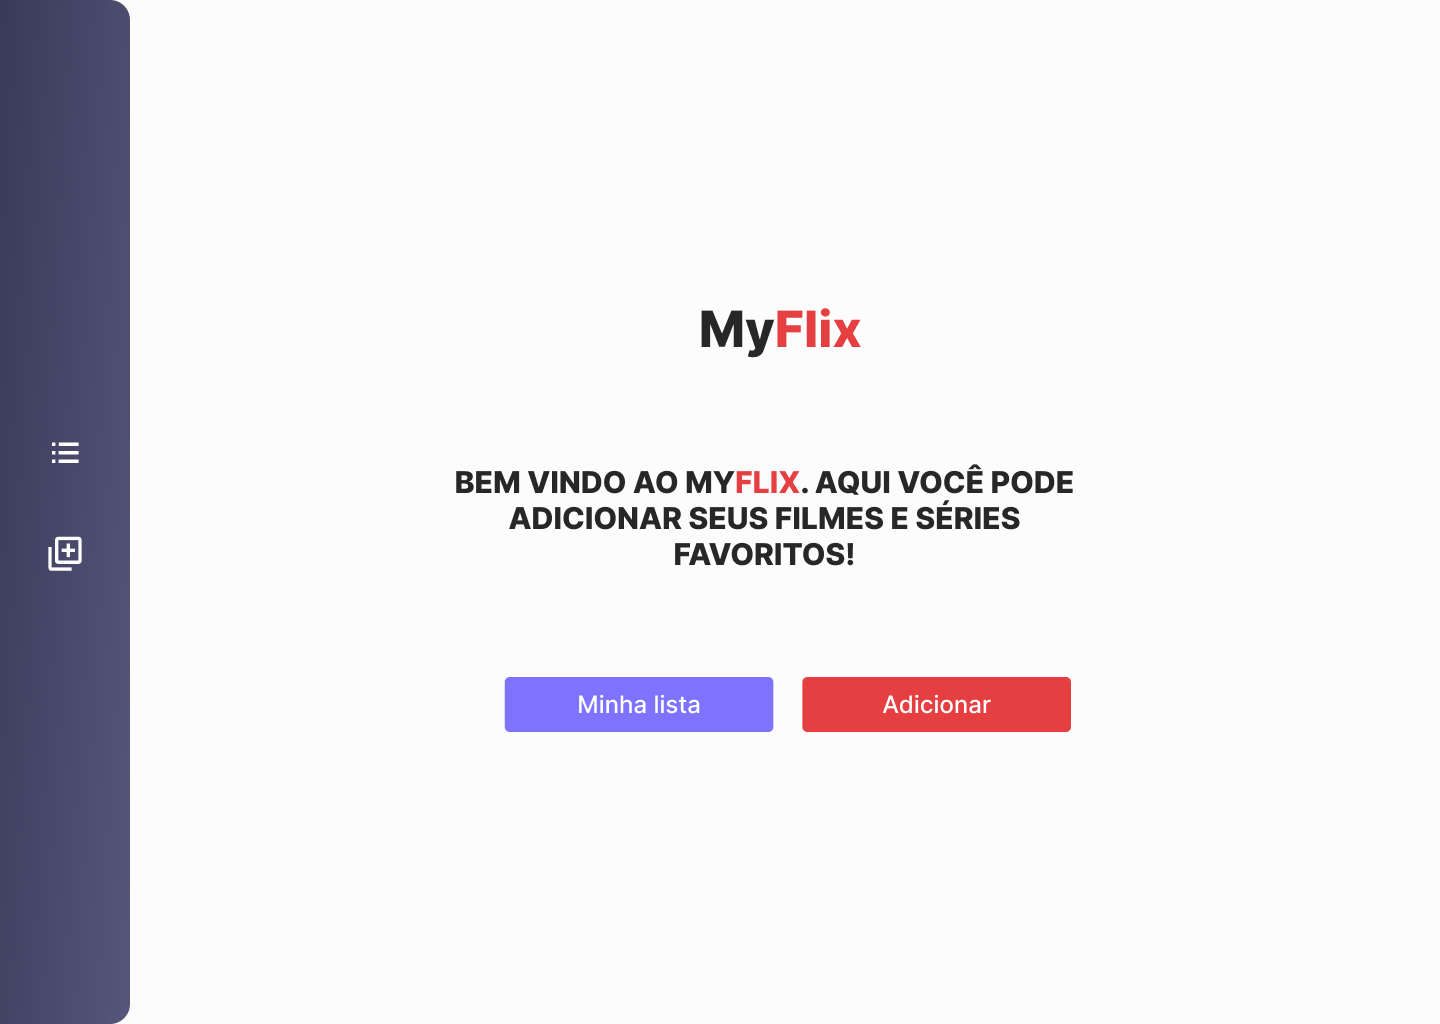 MyFlix
BEM VINDO AO MYFLIX. AQUI VOCÊ PODE
ADICIONAR SEUS FILMES E SÉRIES
FAVORITOS!
Minha lista
Adicionar